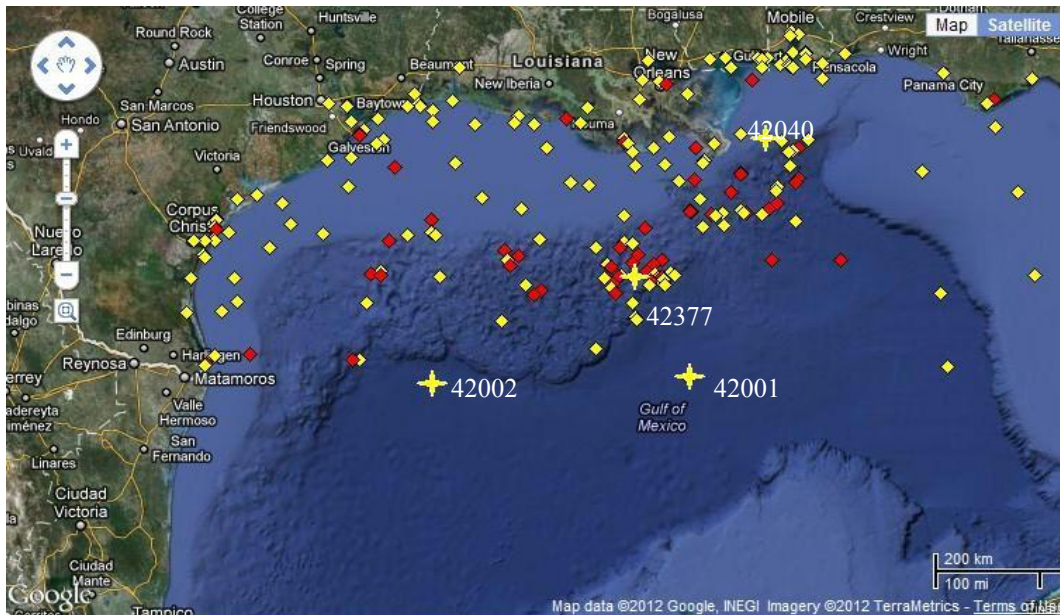 College
Station
Huntsville
Bogalusa
Mobile
Crestview
Map
Satellite
Round Rock
Austin
Conroe
Spring
Beaumont
Louisiana
New
Orleans
Gulfport
Pensacola
Wright
Tallahassee
New Iberia
Panama City
San Marcos
Houston
Baytown
Hondo
San Antonio
Friendswood
Houma
Uvalde
Galveston
42040
Victoria
Corpus
Christi
Nuevo
Laredo
42377
Edinburg
Harlingen
Reynosa
Matamoros
42002
42001
Valle
Hermoso
Gulf of
Mexico
San
Fernando
Linares
Ciudad
Victoria
200 km
100 mi
Ciudad
Mante
Google
Tampico
Map data ©2012 Google, INEGI Imagery ©2012 TerraMetrics - Terms of Use